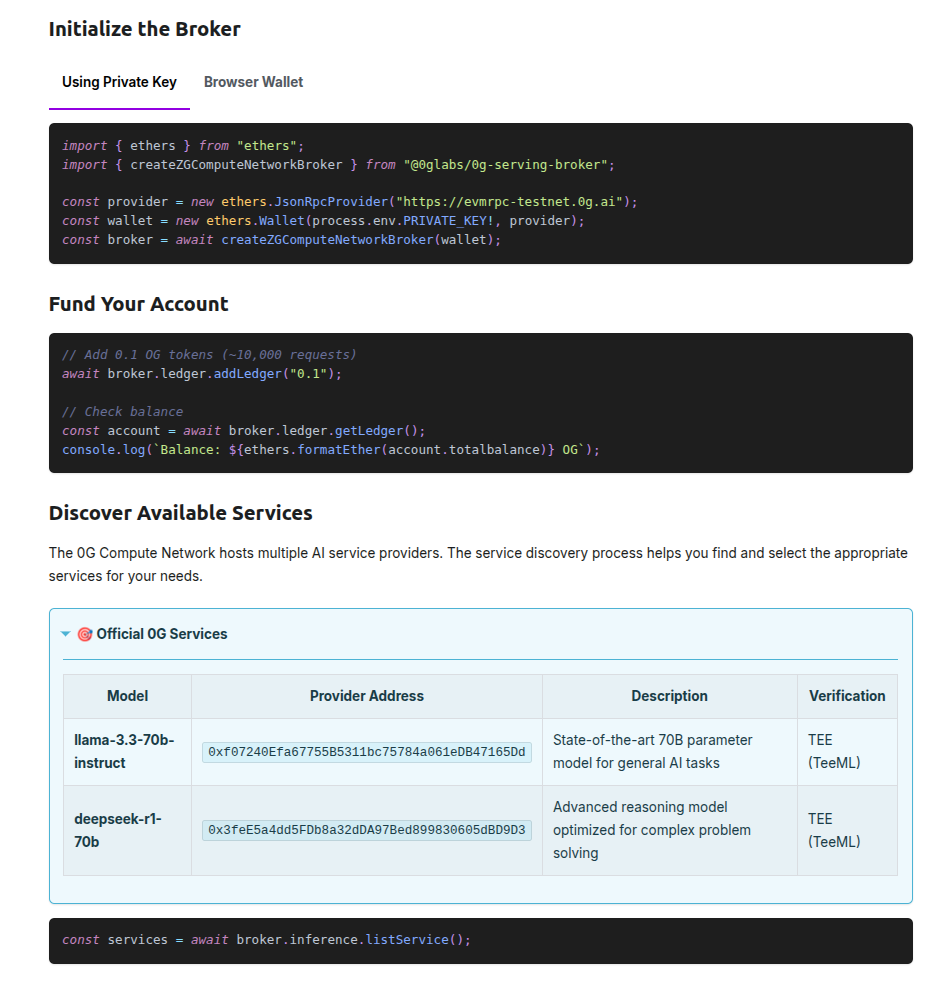 Initialize the Broker
Using Private Key Browser Wallet
import { ethers } from "ethers";
import { createZGComputeNetworkBroker } from "@0glabs/0g-serving-broker";
const provider = new ethers.JsonRpcProvider("https://evmrpc-testnet.0g.ai");
const wallet = new ethers.Wallet(process.env.PRIVATE_KEY!, provider);
const broker = await createZGComputeNetworkBroker(wallet);
Fund Your Account
// Add 0.1 OG tokens (~10,000 requests)
await broker.ledger.addLedger("0.1");
// Check balance
const account = await broker.ledger.getLedger();
console.log(`Balance: ${ethers.formatEther(account.totalbalance)} OG`);
Discover Available Services
The 0G Compute Network hosts multiple AI service providers. The service discovery process helps you find and select the appropriate
services for your needs.
🎯 Official 0G Services
Model Provider Address Description Verification
llama-3.3-70b-
instruct
0xf07240Efa67755B5311bc75784a061eDB47165Dd
State-of-the-art 70B parameter
model for general AI tasks
TEE
(TeeML)
deepseek-r1-
70b
0x3feE5a4dd5FDb8a32dDA97Bed899830605dBD9D3
Advanced reasoning model
optimized for complex problem
solving
TEE
(TeeML)
const services = await broker.inference.listService();